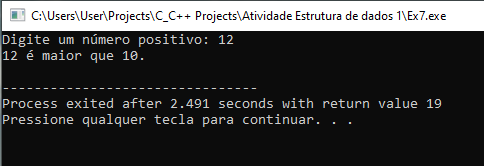 C:\Users\User\Projects\C_C++ Projects\Atividade Estrutura de dados 1\Ex7.exe
Digite um número positivo: 12
12 é maior que 10.
--------------------------------
Process exited after 2.491 seconds with return value 19
Pressione qualquer tecla para continuar. . .